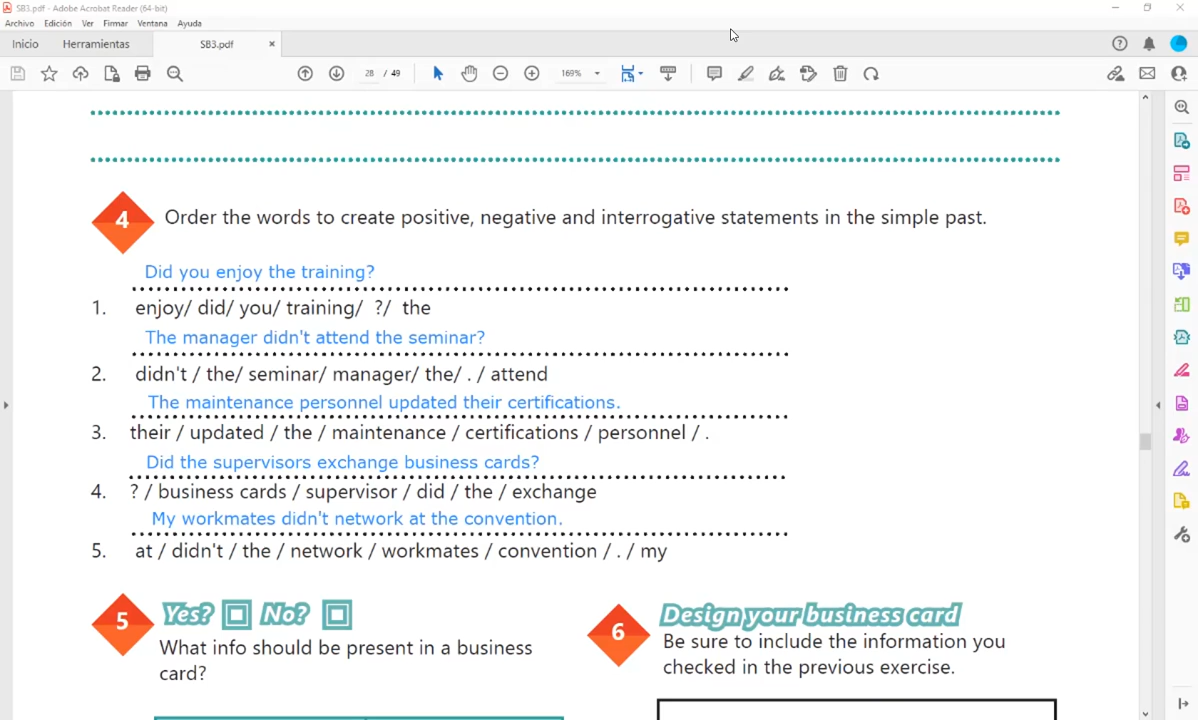 SB3.pdf - Adobe Acrobat Reader (64-bit)
Archivo Edición Ver Firmar Ventana Ayuda
Inicio Herramientas SB3.pdf ×
28 / 49 169%
4 Order the words to create positive, negative and interrogative statements in the simple past.
Did you enjoy the training?
1. enjoy/ did/ you/ training/ ?/ the
The manager didn't attend the seminar?
2. didn't / the/ seminar/ manager/ the/ . / attend
The maintenance personnel updated their certifications.
3. their / updated / the / maintenance / certifications / personnel / .
Did the supervisors exchange business cards?
4. ? / business cards / supervisor / did / the / exchange
My workmates didn't network at the convention.
5. at / didn't / the / network / workmates / convention / . / my
5 Yes? No?
What info should be present in a business
card?
6 Design your business card
Be sure to include the information you
checked in the previous exercise.